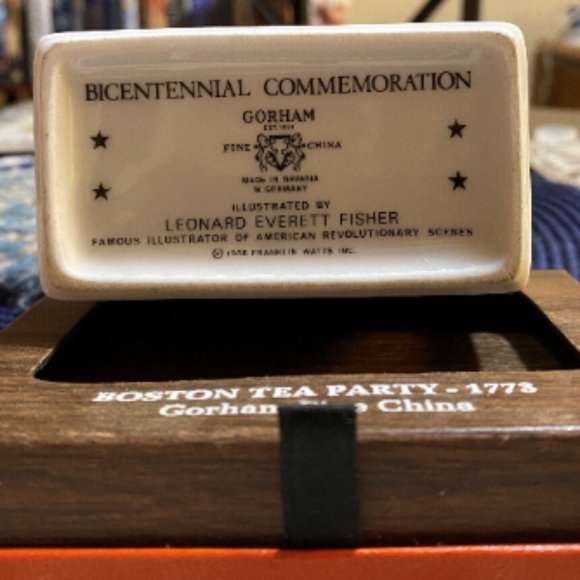 BICENTENNIAL COMMEMORATION
GORHAM
EST. 1831
FINE CHINA
MADE IN BAVARIA
W. GERMANY
ILLUSTRATED BY
LEONARD EVERETT FISHER
FAMOUS ILLUSTRATOR OF AMERICAN REVOLUTIONARY SCENES
© FRANKLIN WATTS INC.
BOSTON TEA PARTY - 1773
Gorham China